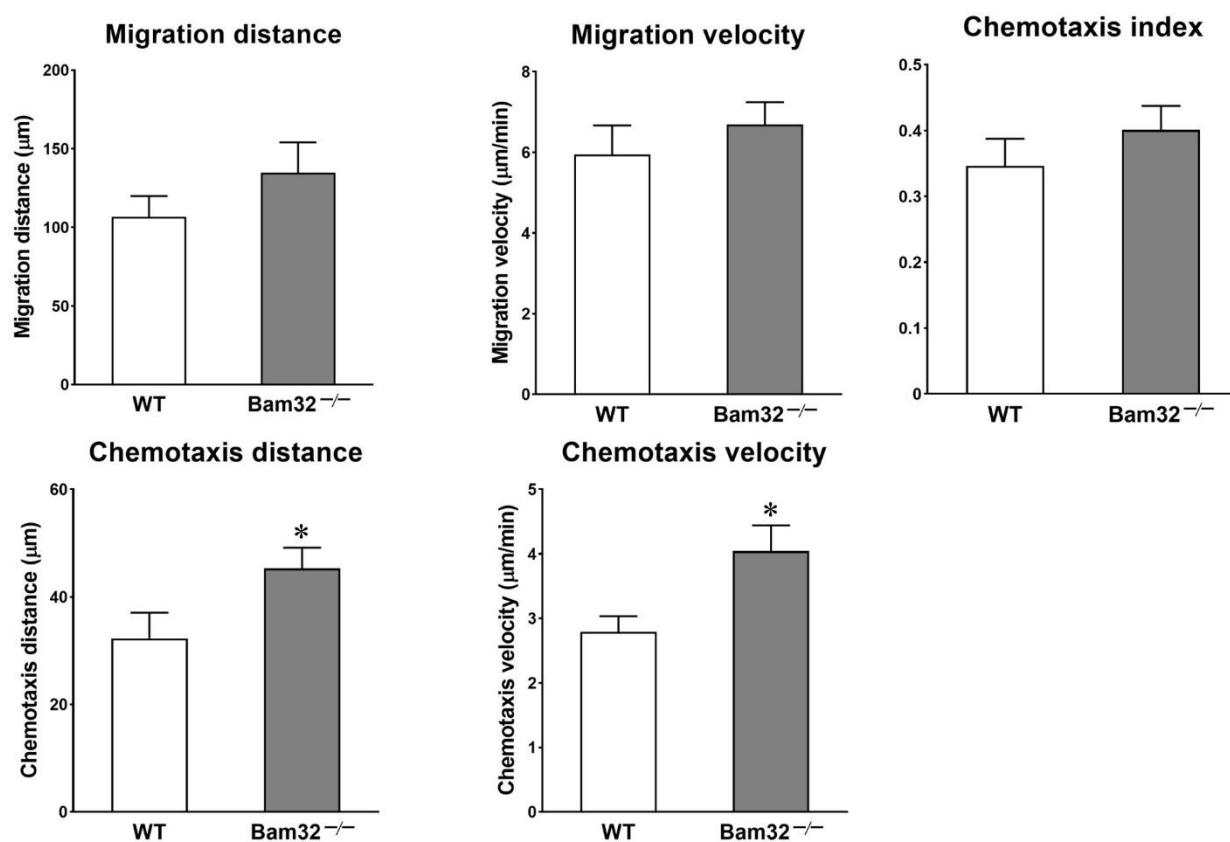 Migration distance
Migration distance (μm)
200
150
100
50
0
WT Bam32−/−
Migration velocity
Migration velocity (μm/min)
8
6
4
2
0
WT Bam32−/−
Chemotaxis index
0.5
0.4
0.3
0.2
0.1
0
WT Bam32−/−
Chemotaxis distance
Chemotaxis distance (μm)
60
40
20
0
*
WT Bam32−/−
Chemotaxis velocity
Chemotaxis velocity (μm/min)
5
4
3
2
1
0
*
WT Bam32−/−